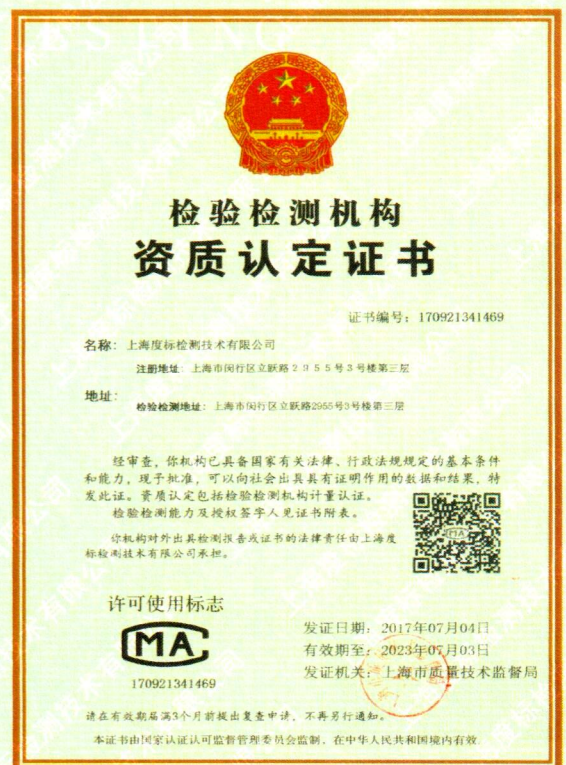 检验检测机构
资质认定证书
证书编号：170921341469
名称：上海度标检测技术有限公司
注册地址：上海市闵行区立跃路２９５５号３号楼第三层
地址：
检验检测地址：上海市闵行区立跃路2955号3号楼第三层
经审查，你机构已具备国家有关法律、行政法规规定的基本条件
和能力，现予批准，可以向社会出具具有证明作用的数据和结果，特
发此证。资质认定包括检验检测机构计量认证。
检验检测能力及授权签字人见证书附表。
你机构对外出具检测报告或证书的法律责任由上海度
标检测技术有限公司承担。
许可使用标志
MA
170921341469
发证日期：2017年07月04日
有效期至：2023年07月03日
发证机关：上海市质量技术监督局
请在有效期届满3个月前提出复查申请，不再另行通知。
本证书由国家认证认可监督管理委员会监制，在中华人民共和国境内有效。